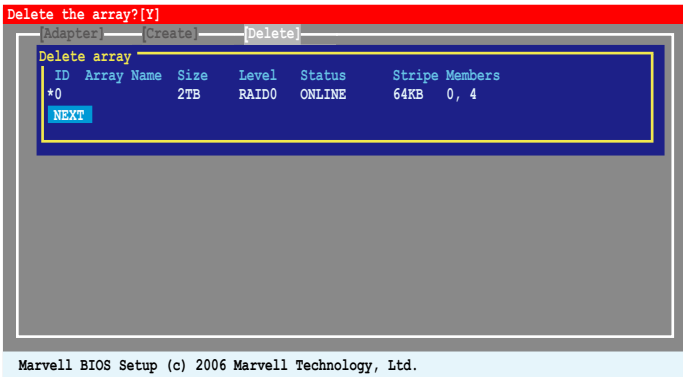 Delete the array?[Y]
[Adapter] [Create] [Delete]
Delete array
ID Array Name Size Level Status Stripe Members
*0 2TB RAID0 ONLINE 64KB 0, 4
NEXT
Marvell BIOS Setup (c) 2006 Marvell Technology, Ltd.